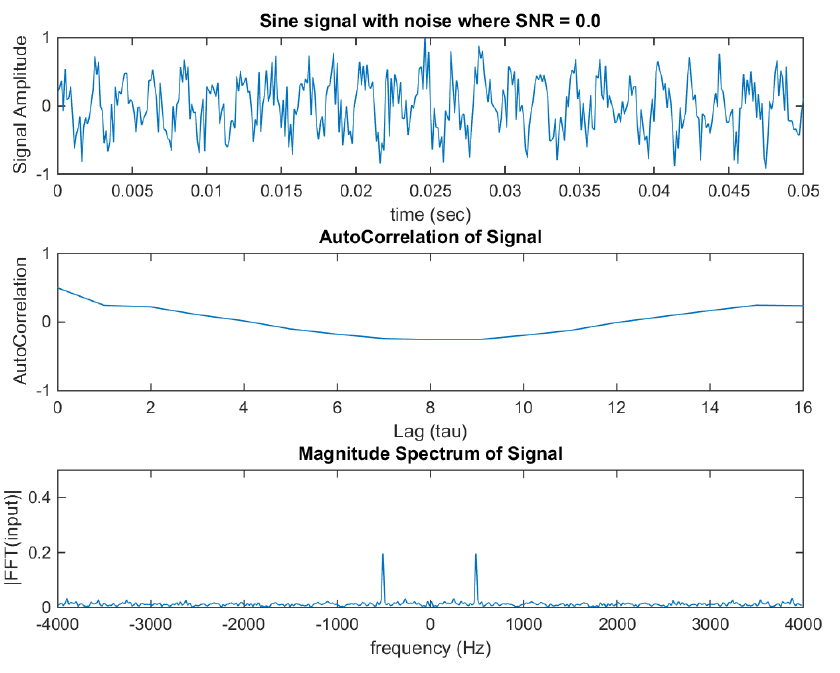 Sine signal with noise where SNR = 0.0
Signal Amplitude
1
0
-1
0 0.005 0.01 0.015 0.02 0.025 0.03 0.035 0.04 0.045 0.05
time (sec)
AutoCorrelation of Signal
AutoCorrelation
1
0
-1
0 2 4 6 8 10 12 14 16
Lag (tau)
Magnitude Spectrum of Signal
|FFT(input)|
0.4
0.2
0
-4000 -3000 -2000 -1000 0 1000 2000 3000 4000
frequency (Hz)